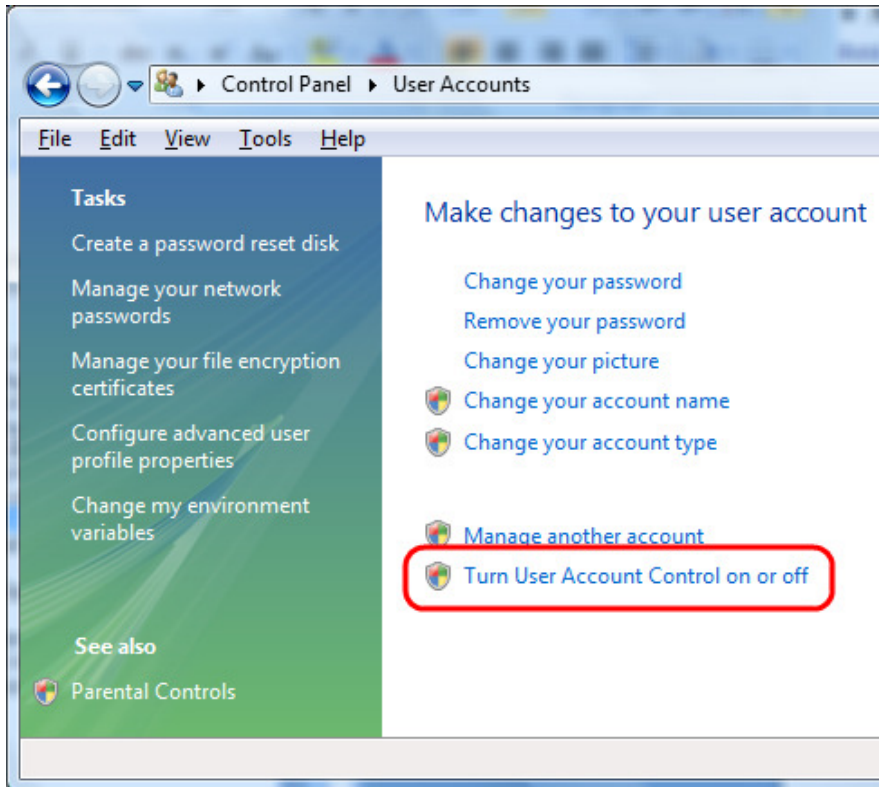 Control Panel User Accounts
File Edit View Tools Help
Tasks
Create a password reset disk
Manage your network
passwords
Manage your file encryption
certificates
Configure advanced user
profile properties
Change my environment
variables
See also
Parental Controls
Make changes to your user account
Change your password
Remove your password
Change your picture
Change your account name
Change your account type
Manage another account
Turn User Account Control on or off